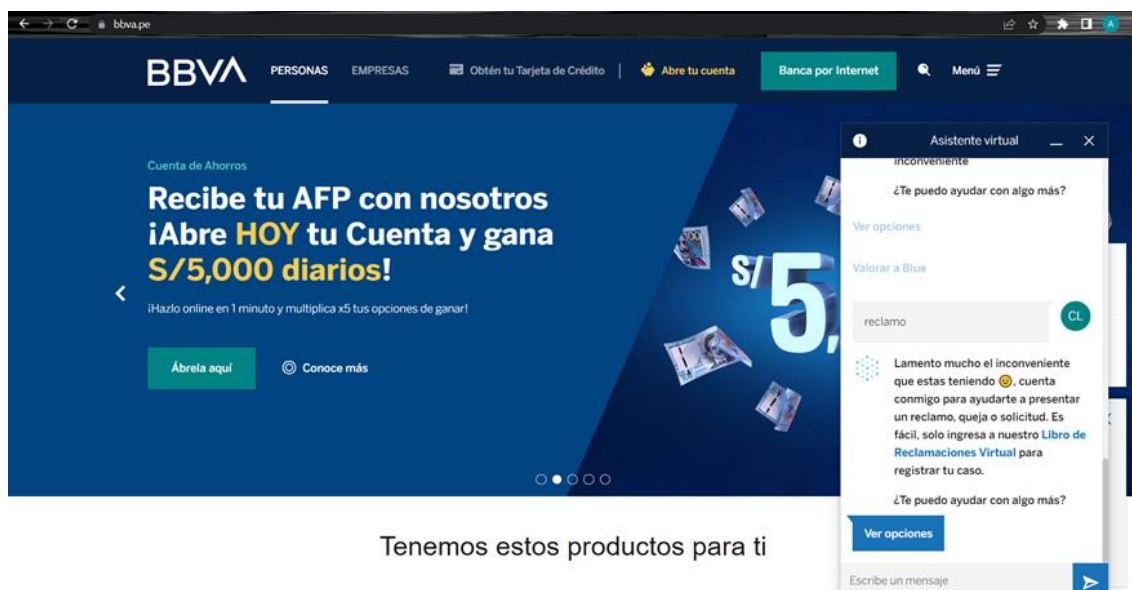 bbva.pe
A
BBVA
PERSONAS
EMPRESAS
Obtén tu Tarjeta de Crédito
Abre tu cuenta
Banca por Internet
Menú
Cuenta de Ahorros
Recibe tu AFP con nosotros
¡Abre HOY tu Cuenta y gana
S/5,000 diarios!
¡Hazlo online en 1 minuto y multiplica x5 tus opciones de ganar!
Ábrela aquí
Conoce más
S/5,
Asistente virtual
inconveniente
¿Te puedo ayudar con algo más?
Ver opciones
Valorar a Blue
reclamo
CL
Lamento mucho el inconveniente
que estas teniendo 😟, cuenta
conmigo para ayudarte a presentar
un reclamo, queja o solicitud. Es
fácil, solo ingresa a nuestro Libro de
Reclamaciones Virtual para
registrar tu caso.
¿Te puedo ayudar con algo más?
Ver opciones
Escribe un mensaje
Tenemos estos productos para ti